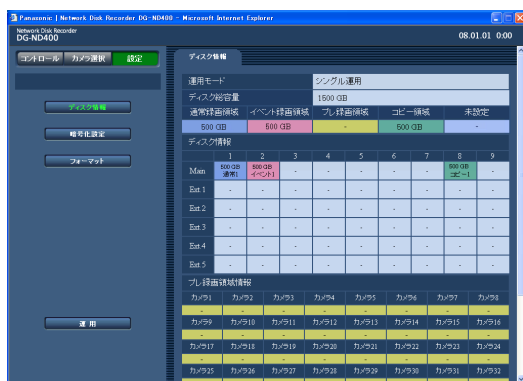 Panasonic | Network Disk Recorder DG-ND400 - Microsoft Internet Explorer
Network Disk Recorder
DG-ND400
08.01.01 0:00
コントロール カメラ選択 設定
ディスク情報
暗号化設定
フォーマット
運用
ディスク情報
運用モード シングル運用
ディスク総容量 1500 GB
通常録画領域 イベント録画領域 プレ録画領域 コピー領域 未設定
500 GB 500 GB - 500 GB -
ディスク情報
1 2 3 4 5 6 7 8 9
Main 500 GB 通常1 500 GB イベント1 - - - - - 500 GB コピー1 -
Ext.1 - - - - - - - - -
Ext.2 - - - - - - - - -
Ext.3 - - - - - - - - -
Ext.4 - - - - - - - - -
Ext.5 - - - - - - - - -
プレ録画領域情報
カメラ1 カメラ2 カメラ3 カメラ4 カメラ5 カメラ6 カメラ7 カメラ8
- - - - - - - -
カメラ9 カメラ10 カメラ11 カメラ12 カメラ13 カメラ14 カメラ15 カメラ16
- - - - - - - -
カメラ17 カメラ18 カメラ19 カメラ20 カメラ21 カメラ22 カメラ23 カメラ24
- - - - - - - -
カメラ25 カメラ26 カメラ27 カメラ28 カメラ29 カメラ30 カメラ31 カメラ32